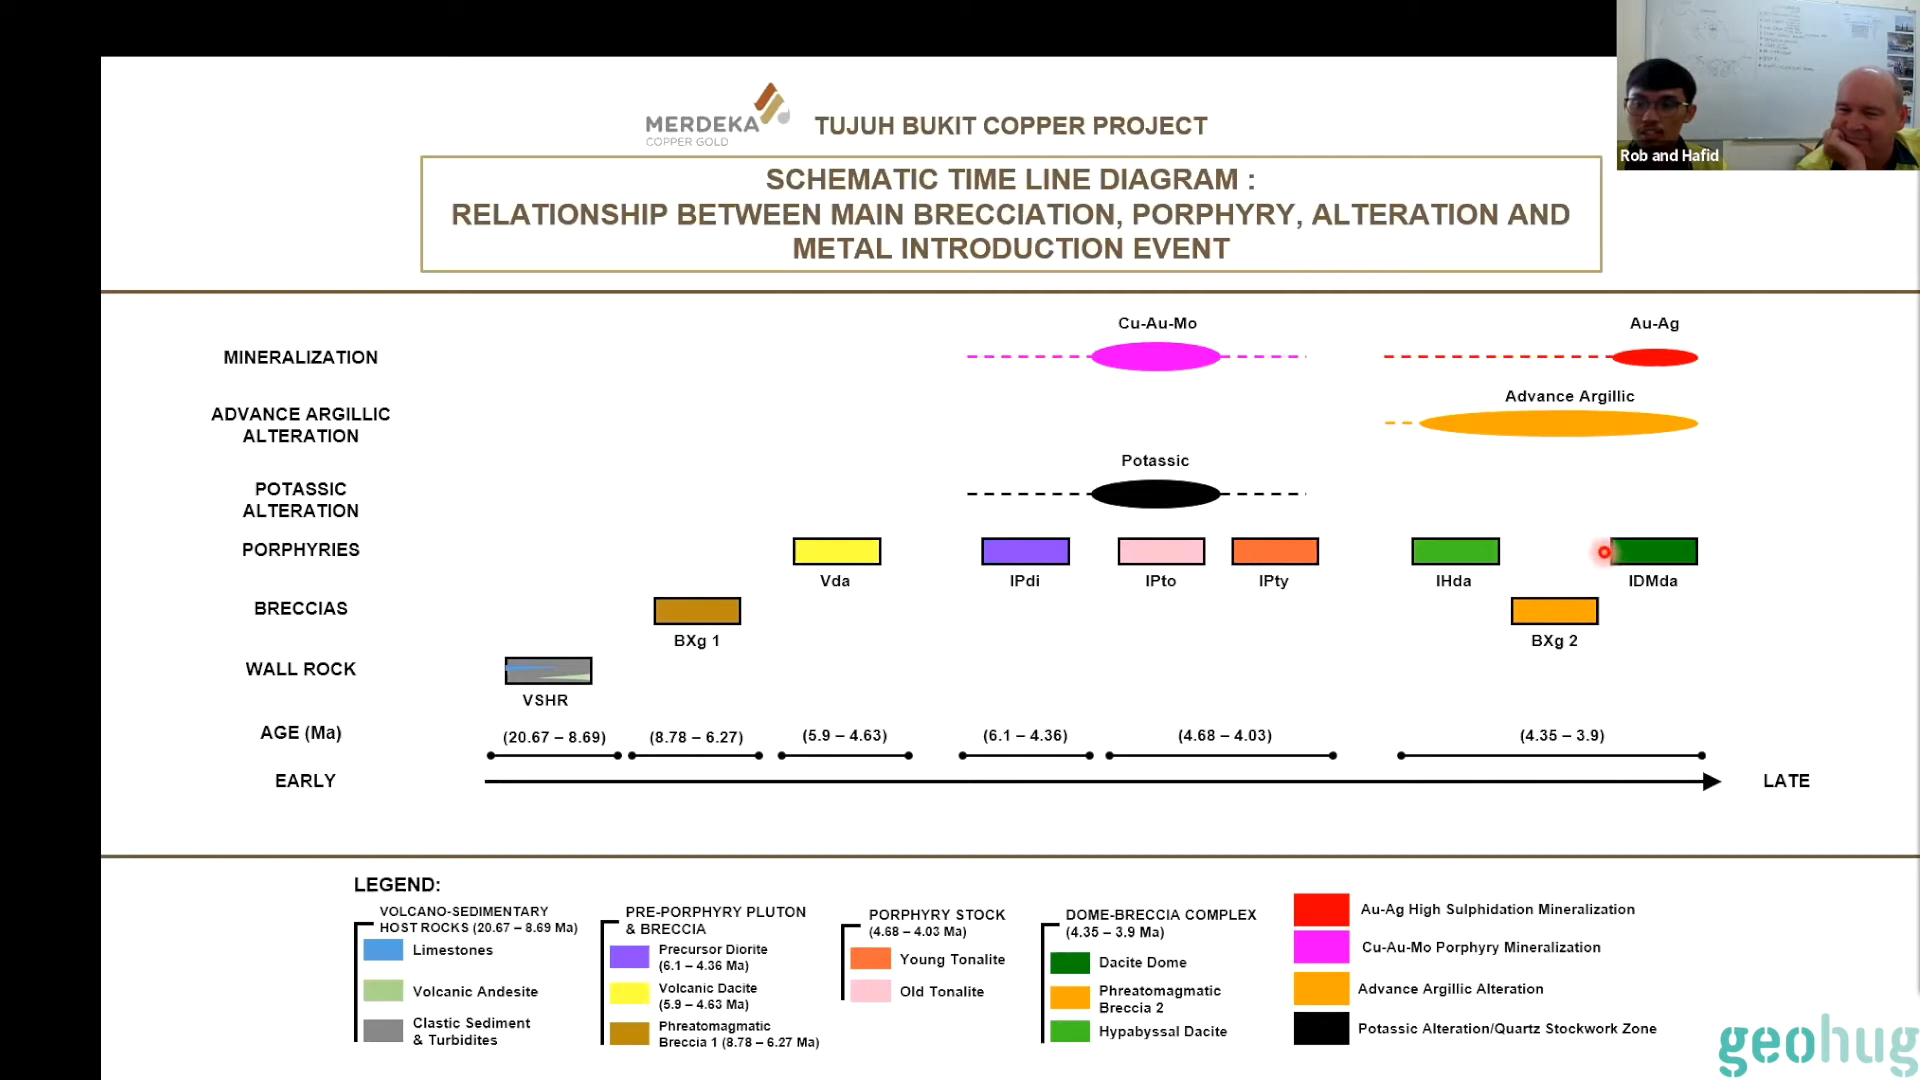 Rob and Hafid
MERDEKA
COPPER GOLD
TUJUH BUKIT COPPER PROJECT
SCHEMATIC TIME LINE DIAGRAM :
RELATIONSHIP BETWEEN MAIN BRECCIATION, PORPHYRY, ALTERATION AND
METAL INTRODUCTION EVENT
Cu-Au-Mo
Au-Ag
MINERALIZATION
Advance Argillic
ADVANCE ARGILLIC
ALTERATION
Potassic
POTASSIC
ALTERATION
PORPHYRIES
Vda
IPdi
IPto
IPty
IHda
IDMda
BRECCIAS
BXg 1
BXg 2
WALL ROCK
VSHR
AGE (Ma)
(20.67 – 8.69)
(8.78 – 6.27)
(5.9 – 4.63)
(6.1 – 4.36)
(4.68 – 4.03)
(4.35 – 3.9)
EARLY
LATE
LEGEND:
VOLCANO-SEDIMENTARY
HOST ROCKS (20.67 – 8.69 Ma)
Limestones
Volcanic Andesite
Clastic Sediment
& Turbidites
PRE-PORPHYRY PLUTON
& BRECCIA
Precursor Diorite
(6.1 – 4.36 Ma)
Volcanic Dacite
(5.9 – 4.63 Ma)
Phreatomagmatic
Breccia 1 (8.78 – 6.27 Ma)
PORPHYRY STOCK
(4.68 – 4.03 Ma)
Young Tonalite
Old Tonalite
DOME-BRECCIA COMPLEX
(4.35 – 3.9 Ma)
Dacite Dome
Phreatomagmatic
Breccia 2
Hypabyssal Dacite
Au-Ag High Sulphidation Mineralization
Cu-Au-Mo Porphyry Mineralization
Advance Argillic Alteration
Potassic Alteration/Quartz Stockwork Zone
geohug